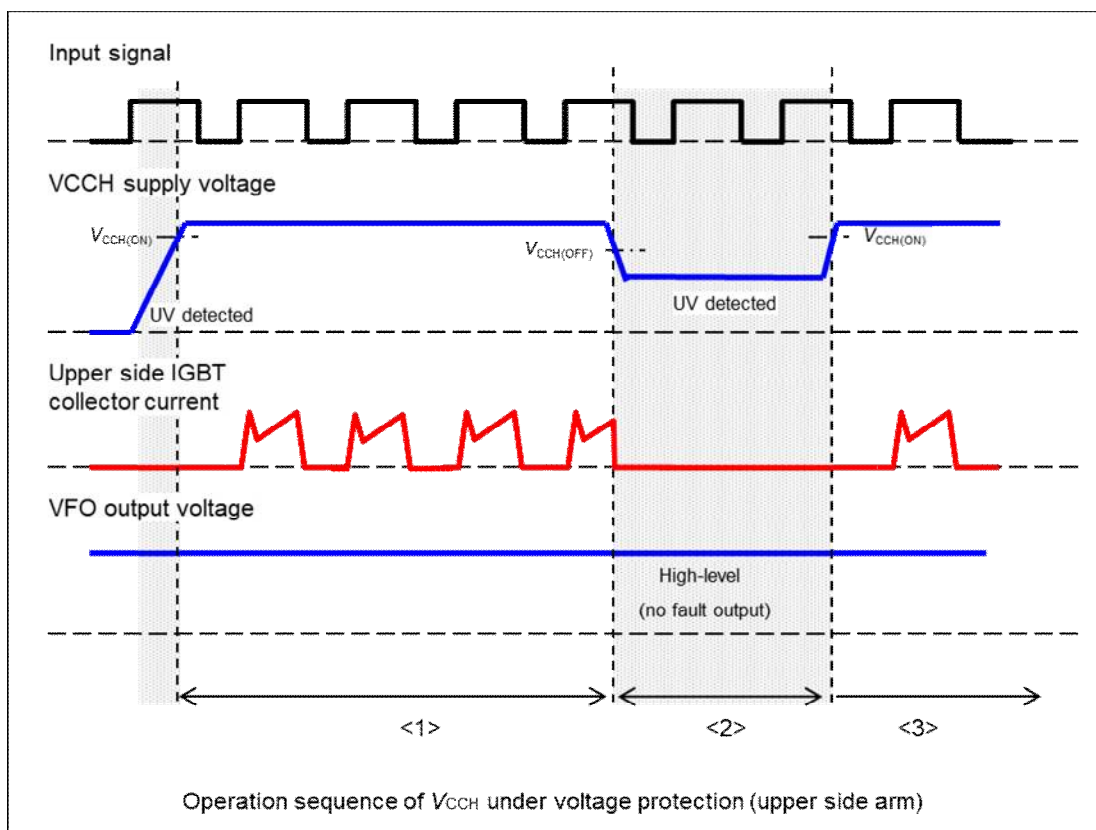 Input signal
VCCH supply voltage
VCCH(ON)
VCCH(OFF)
VCCH(ON)
UV detected
UV detected
Upper side IGBT
collector current
VFO output voltage
High-level
(no fault output)
<1>
<2>
<3>
Operation sequence of VCCH under voltage protection (upper side arm)